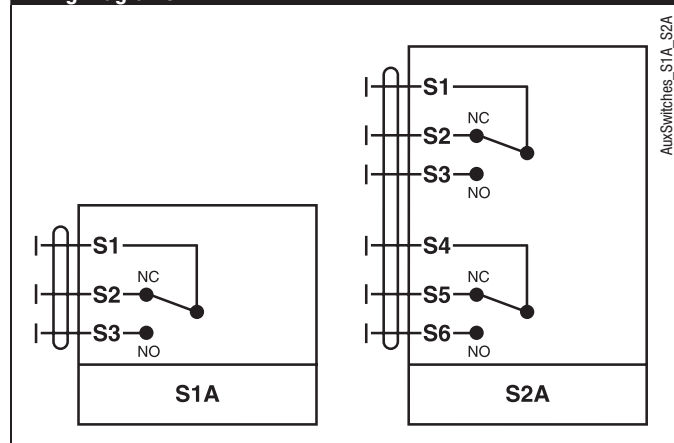 S1
NC
S2
S3
NO
S1A
S1
NC
S2
S3
NO
S4
NC
S5
S6
NO
S2A
AuxSwitches_S1A_S2A